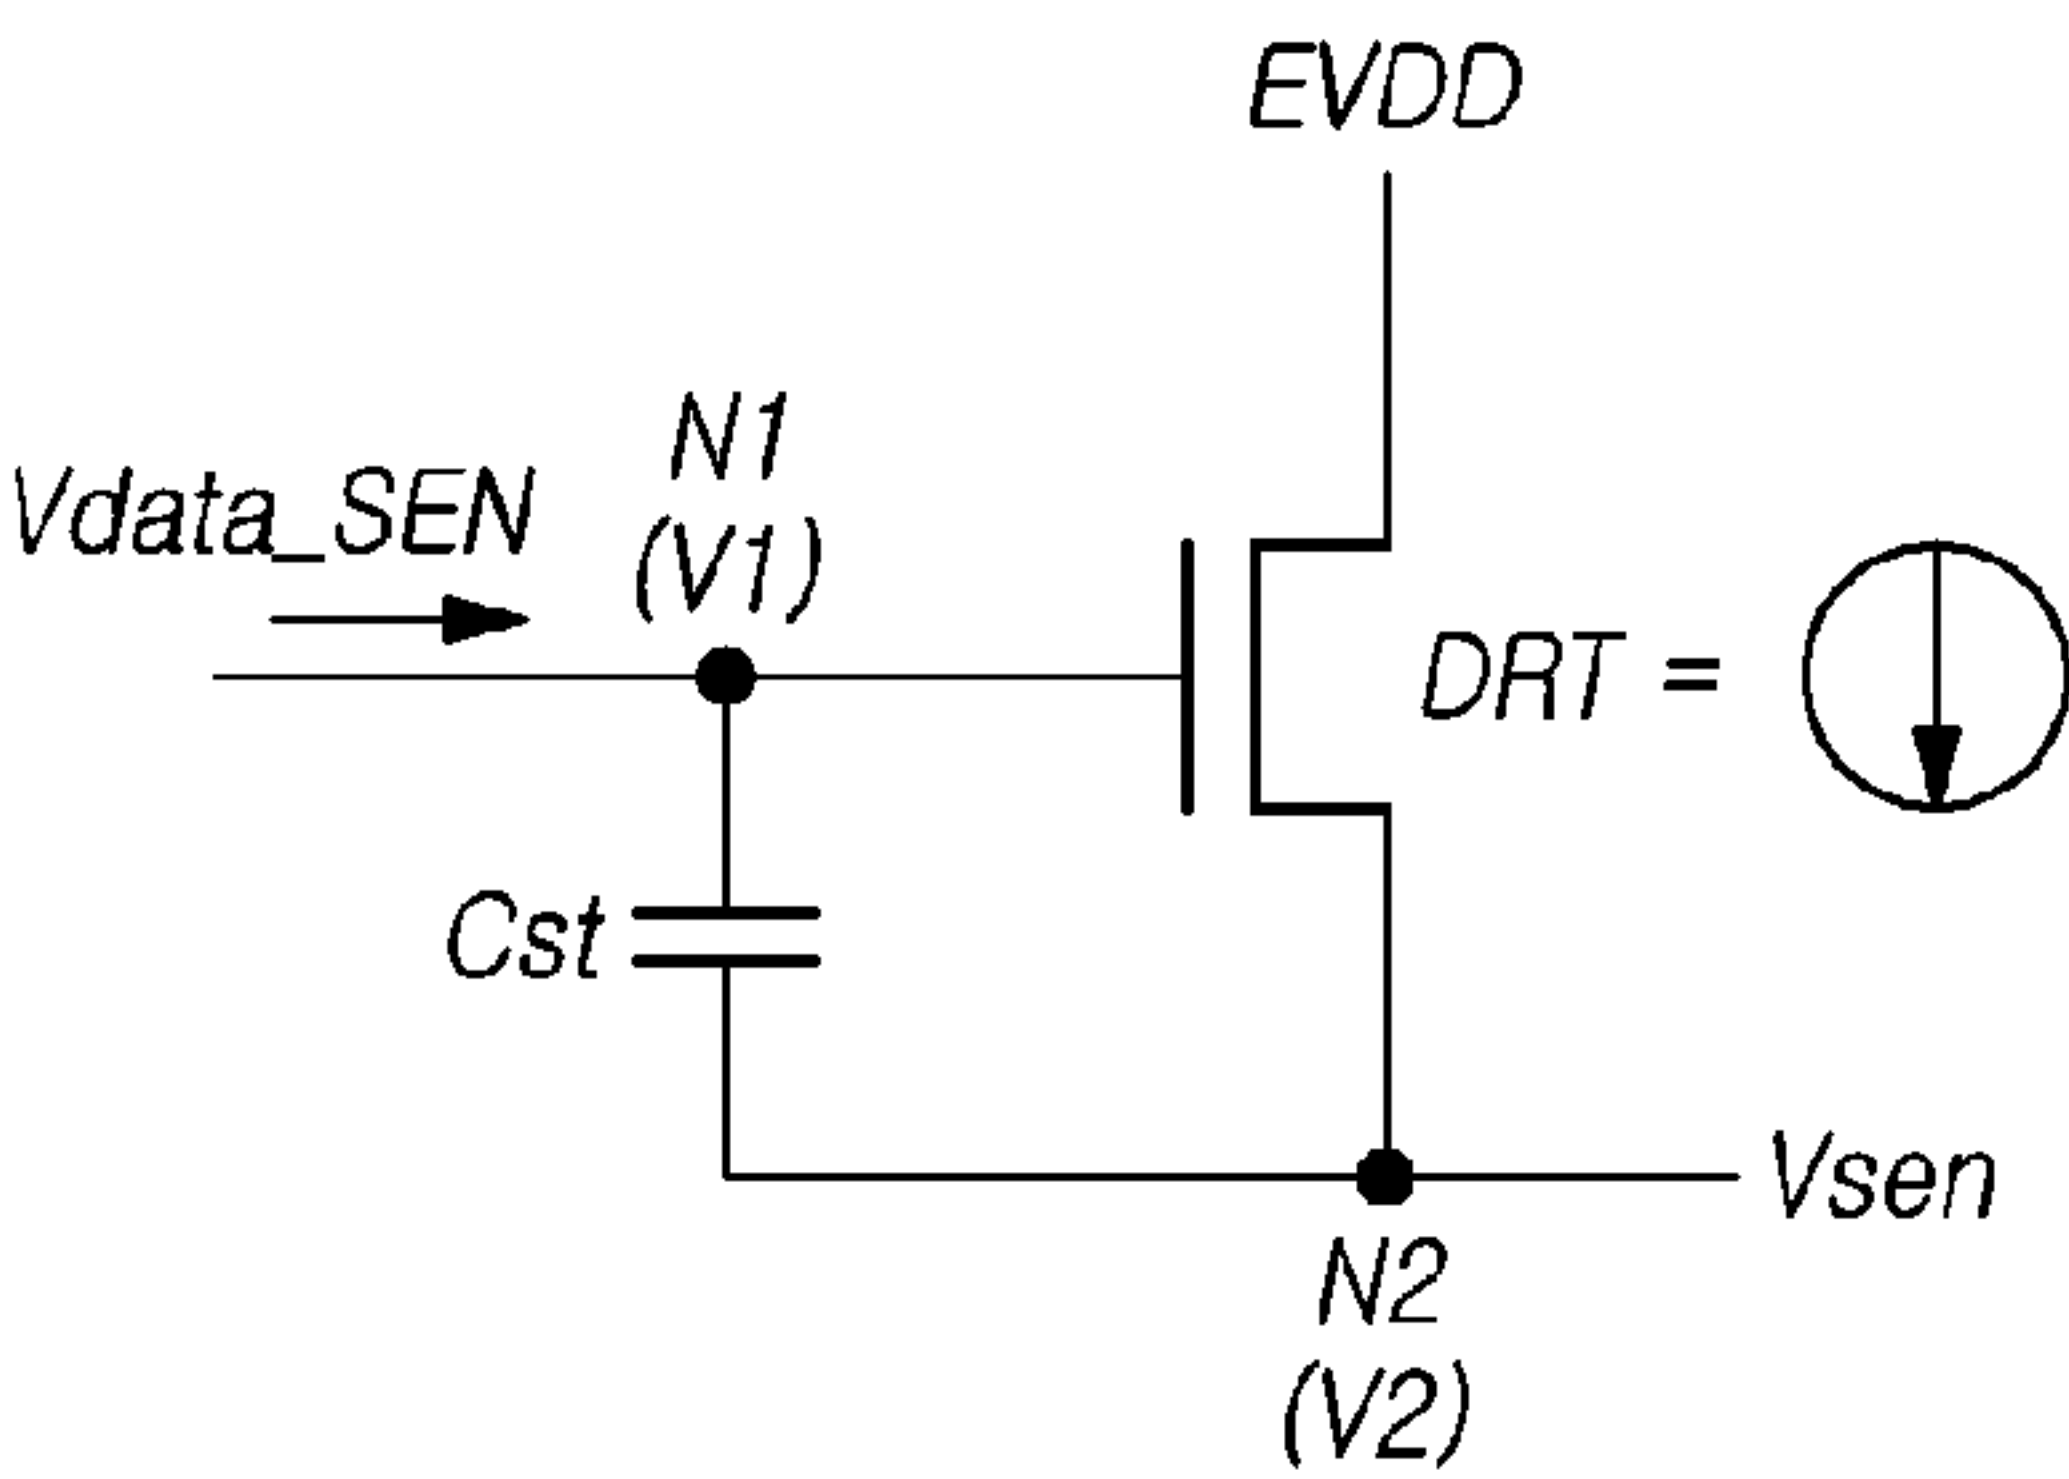 EVDD
N1
Vdata_SEN
(V1)
DRT =
Cst
Vsen
N2
(V2)